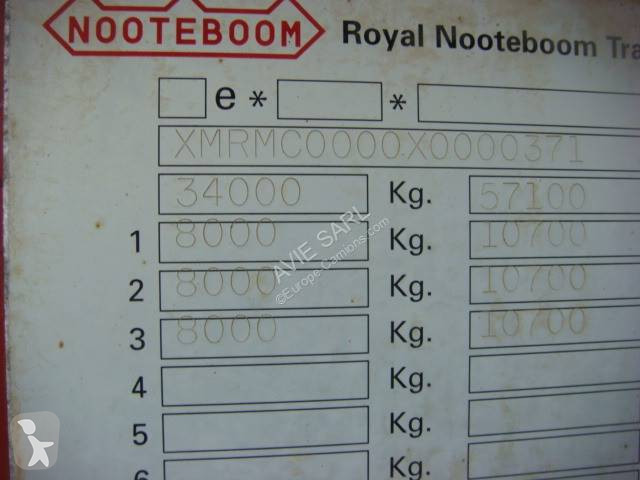 NOOTEBOOM Royal Nooteboom Tra
e * *
XMRMC0000X0000371
34000 Kg. 57100
1 8000 Kg. 10700
2 8000 Kg. 10700
3 8000 Kg. 10700
4 Kg.
5 Kg.
6 Kg.
AVIE SARL
©Europe-Camions.com